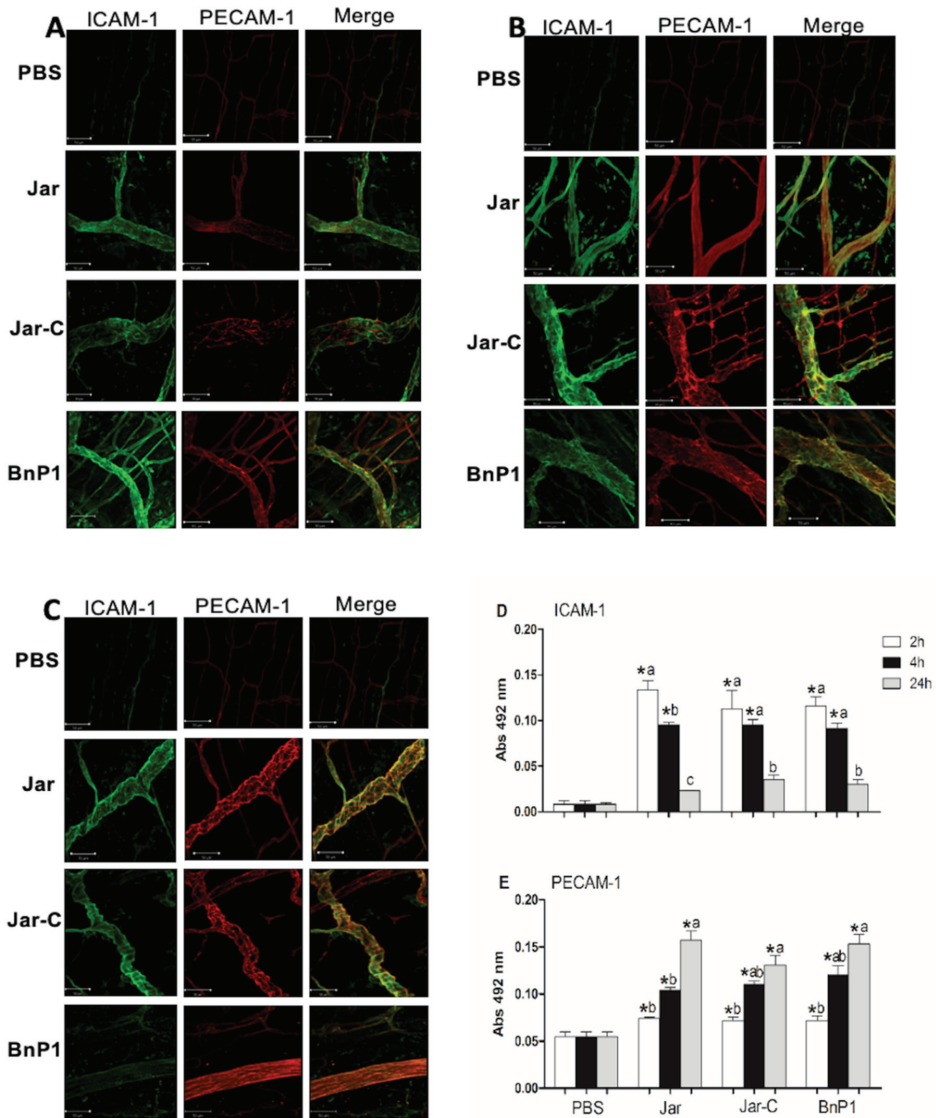 A ICAM-1 PECAM-1 Merge
PBS
Jar
Jar-C
BnP1
B ICAM-1 PECAM-1 Merge
PBS
Jar
Jar-C
BnP1
C ICAM-1 PECAM-1 Merge
PBS
Jar
Jar-C
BnP1
D ICAM-1
Abs 492 nm
0.20
0.15
0.10
0.05
0.00
2h
4h
24h
*a *b c
*a *a b
*a *a b
E PECAM-1
Abs 492 nm
0.20
0.15
0.10
0.05
0.00
*b *b *a
*b *ab *a
*b *ab *a
PBS Jar Jar-C BnP1